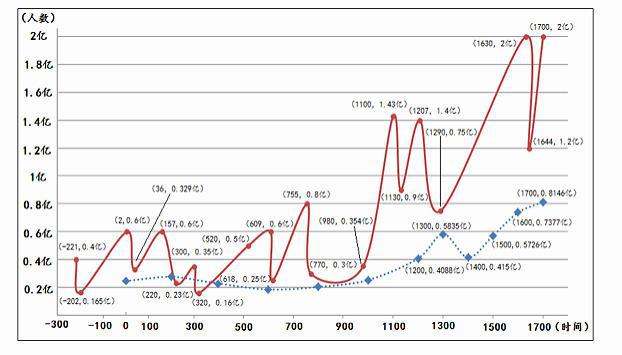 (人数)
2亿
1.8亿
1.6亿
1.4亿
1.2亿
1亿
0.8亿
0.6亿
0.4亿
0.2亿
(1700, 2亿)
(1630, 2亿)
(1100, 1.43亿)
(1207, 1.4亿)
(1290,0.75亿)
(1644, 1.2亿)
(36, 0.329亿)
(755, 0.8亿)
(1130,0.9亿)
(1700,0.8146亿)
(2,0.6亿)
(157,0.6亿)
(609, 0.6亿)
(980, 0.354亿)
(1300,0.5835亿)
(1600,0.7377亿)
(-221,0.4亿)
(520, 0.5亿)
(1500,0.5726亿)
(300, 0.35亿)
(770, 0.3亿)
(1200,0.4088亿)
(1400,0.415亿)
(618, 0.25亿)
(-202,0.165亿)
(220, 0.23亿)
(320, 0.16亿)
-300 -100 0 100 300 500 700 900 1100 1300 1500 1700 (时间)